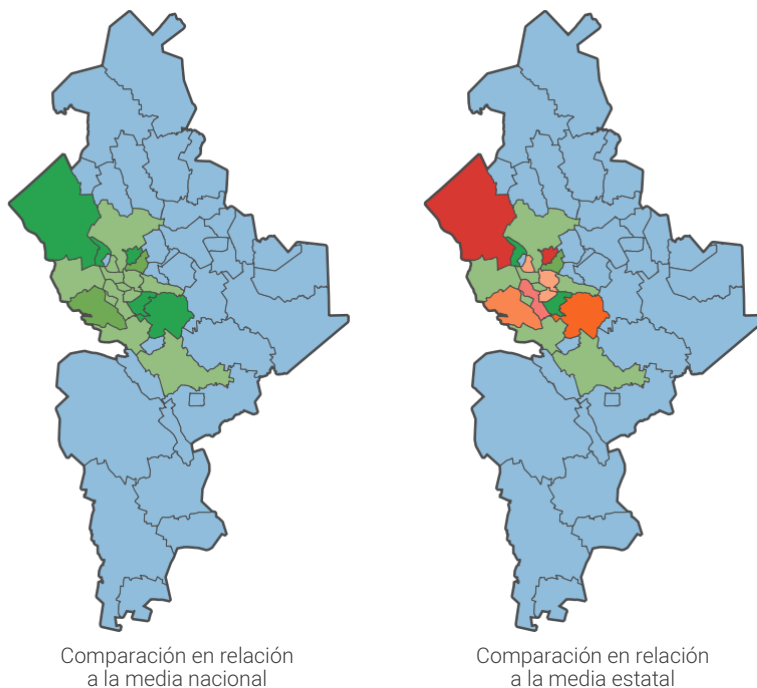 Comparación en relación
a la media nacional
Comparación en relación
a la media estatal